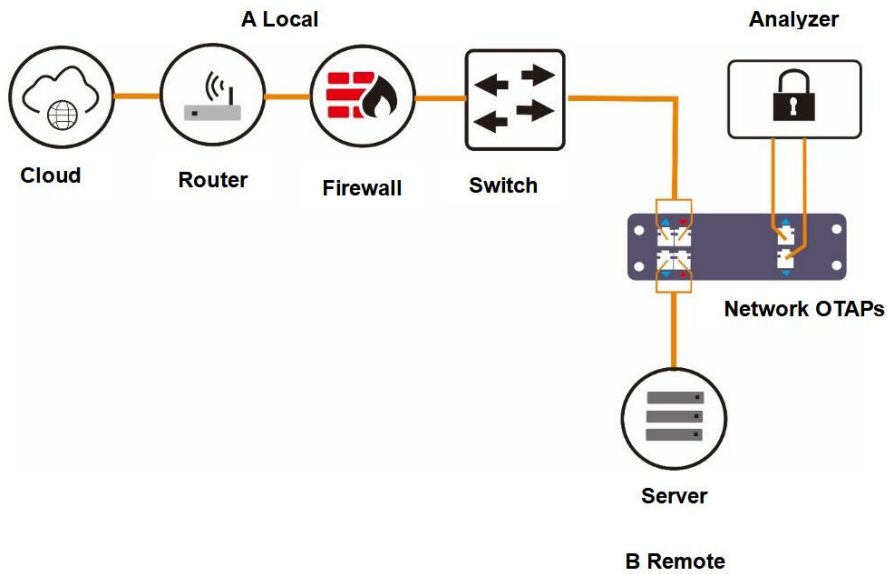 A Local
Analyzer
Cloud
Router
Firewall
Switch
Network OTAPs
Server
B Remote